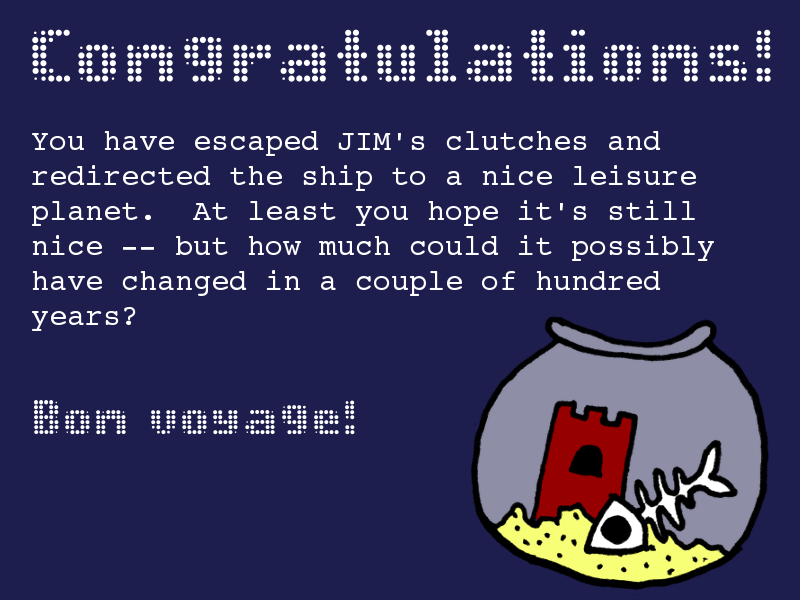 Congratulations!
You have escaped JIM's clutches and
redirected the ship to a nice leisure
planet.  At least you hope it's still
nice -- but how much could it possibly
have changed in a couple of hundred
years?
Bon voyage!